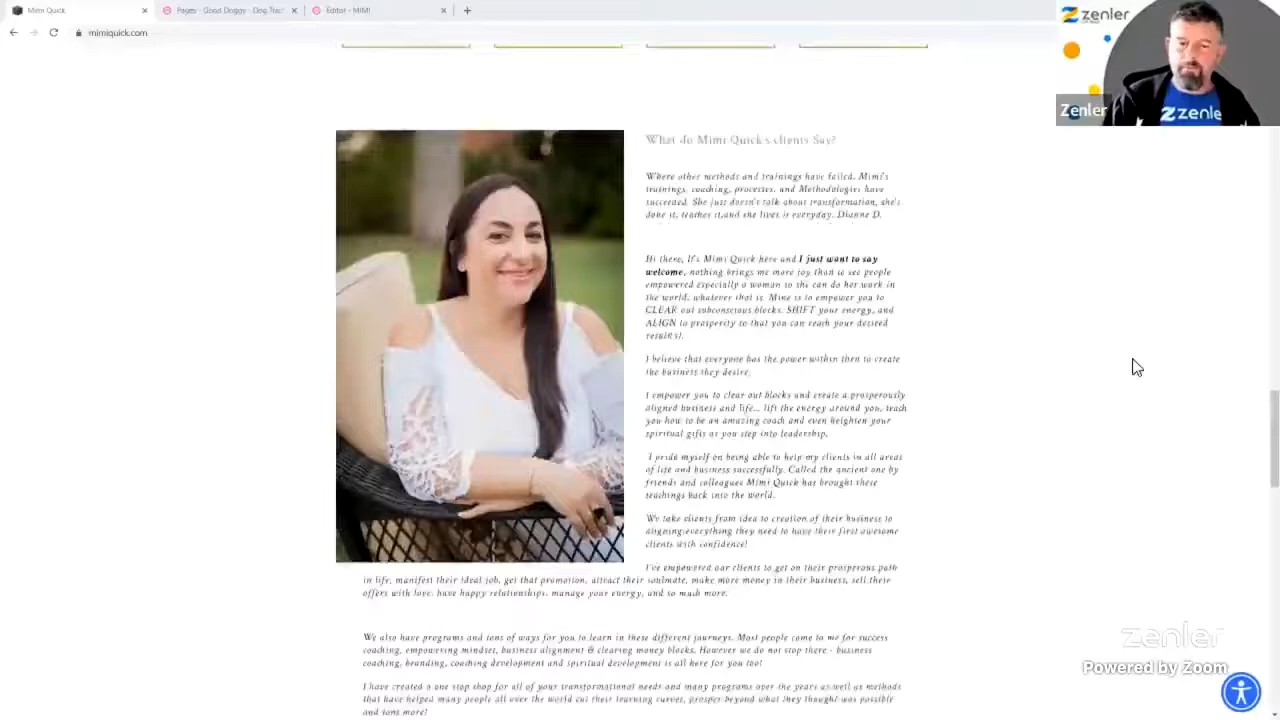 Mimi Quick
Pages - Good Doggy - Dog Trac
Editor - MIMI
mimiquick.com
zenler
Zenler
zenler
What do Mimi Quick's clients Say?
Where other methods and trainings have failed, Mimi's
trainings, coaching, processes, and Methodologies have
succeeded. She just doesn't talk about transformation, she's
done it, teaches it,and she lives is everyday. Dianne D.
Hi there, It's Mimi Quick here and I just want to say
welcome, nothing brings me more joy than to see people
empowered especially a woman so shi can do her work in
the world, whatever that is. Mine is to empower you to
CLEAR out subconscious blocks, SHIFT your energy, and
ALIGN to prosperity so that you can reach your desired
result(s).
I believe that everyone has the power within then to create
the business they desire.
I empower you to clear out blocks and create a prosperously
aligned business and life... lift the energy around you, teach
you how to be an amazing coach and even heighten your
spiritual gifts as you step into leadership.
I pride myself on being able to help my clients in all areas
of life and business successfully. Called the ancient one by
friends and colleagues Mimi Quick has brought these
teachings back into the world.
We take clients from idea to creation of their business to
aligning everything they need to have their first awesome
clients with confidence!
I've empowered our clients to get on their prosperous path
in life, manifest their ideal job, get that promotion, attract their soulmate, make more money in their business, sell their
offers with love, have happy relationships, manage your energy, and so much more.
We also have programs and tons of ways for you to learn in these different journeys. Most people come to me for success
coaching, empowering mindset, business alignment & clearing money blocks. However we do not stop there - business
coaching, branding, coaching development and spiritual development is all here for you too!
I have created a one stop shop for all of your transformational needs and many programs over the years as well as methods
that have helped many people all over the world cut their learning curves, prosper beyond what they thought was possible
and tons more!
zenler
Powered by Zoom